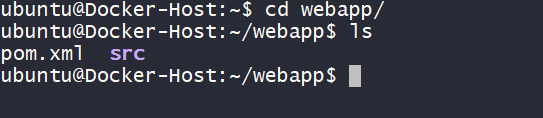 ubuntu@Docker-Host:~$ cd webapp/
ubuntu@Docker-Host:~/webapp$ ls
pom.xml  src
ubuntu@Docker-Host:~/webapp$